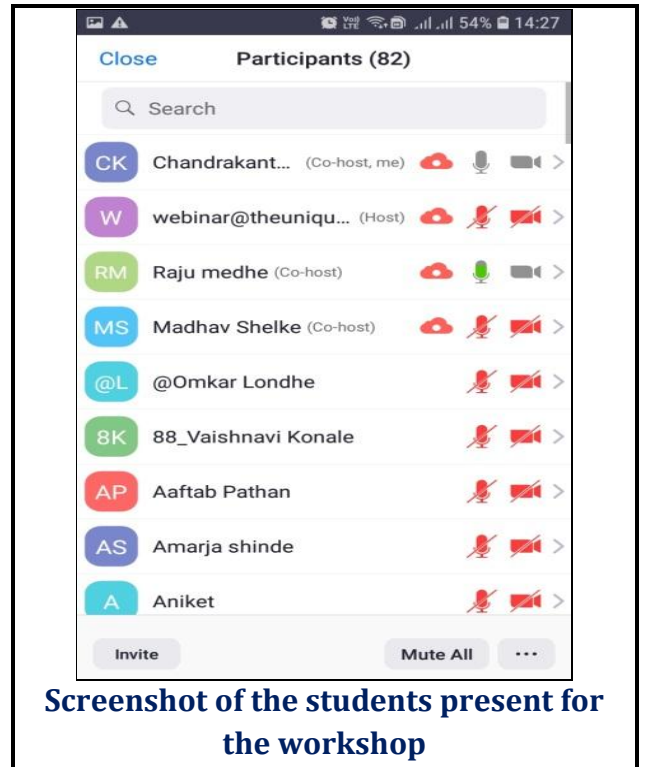 Vo)) LTE 54% 14:27
Close Participants (82)
Search
CK Chandrakant... (Co-host, me)
W webinar@theuniqu... (Host)
RM Raju medhe (Co-host)
MS Madhav Shelke (Co-host)
@L @Omkar Londhe
8K 88_Vaishnavi Konale
AP Aaftab Pathan
AS Amarja shinde
A Aniket
Invite Mute All ...
Screenshot of the students present for
the workshop